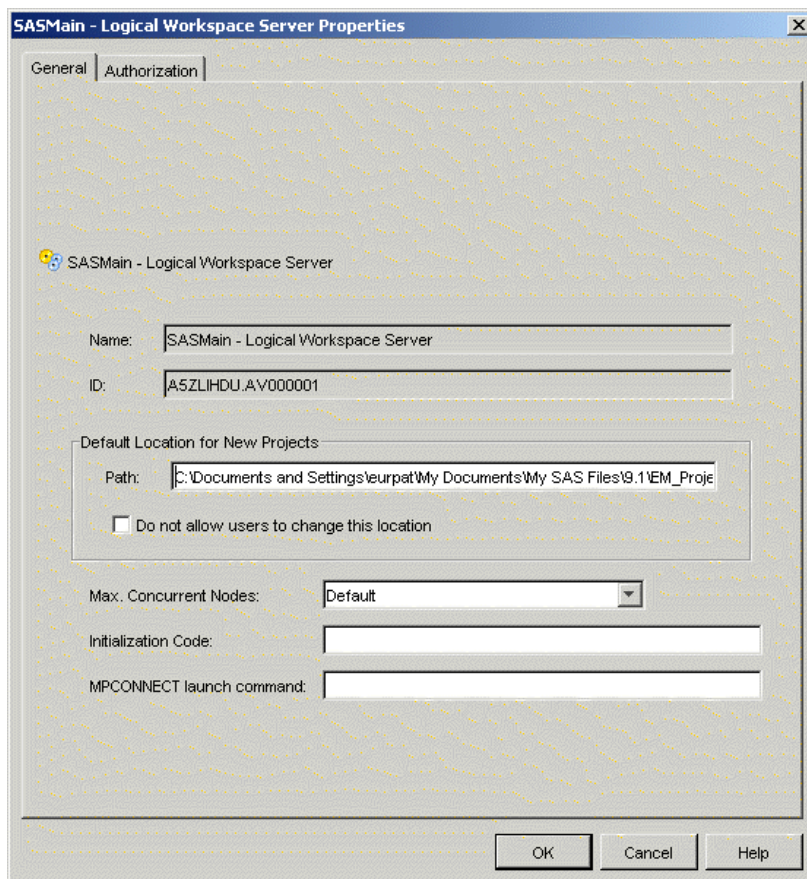 SASMain - Logical Workspace Server Properties
General Authorization
SASMain - Logical Workspace Server
Name: SASMain - Logical Workspace Server
ID: A5ZLIHDU.AV000001
Default Location for New Projects
Path: C:\Documents and Settings\eurpat\My Documents\My SAS Files\9.1\EM_Proje
Do not allow users to change this location
Max. Concurrent Nodes: Default
Initialization Code:
MPCONNECT launch command:
OK Cancel Help